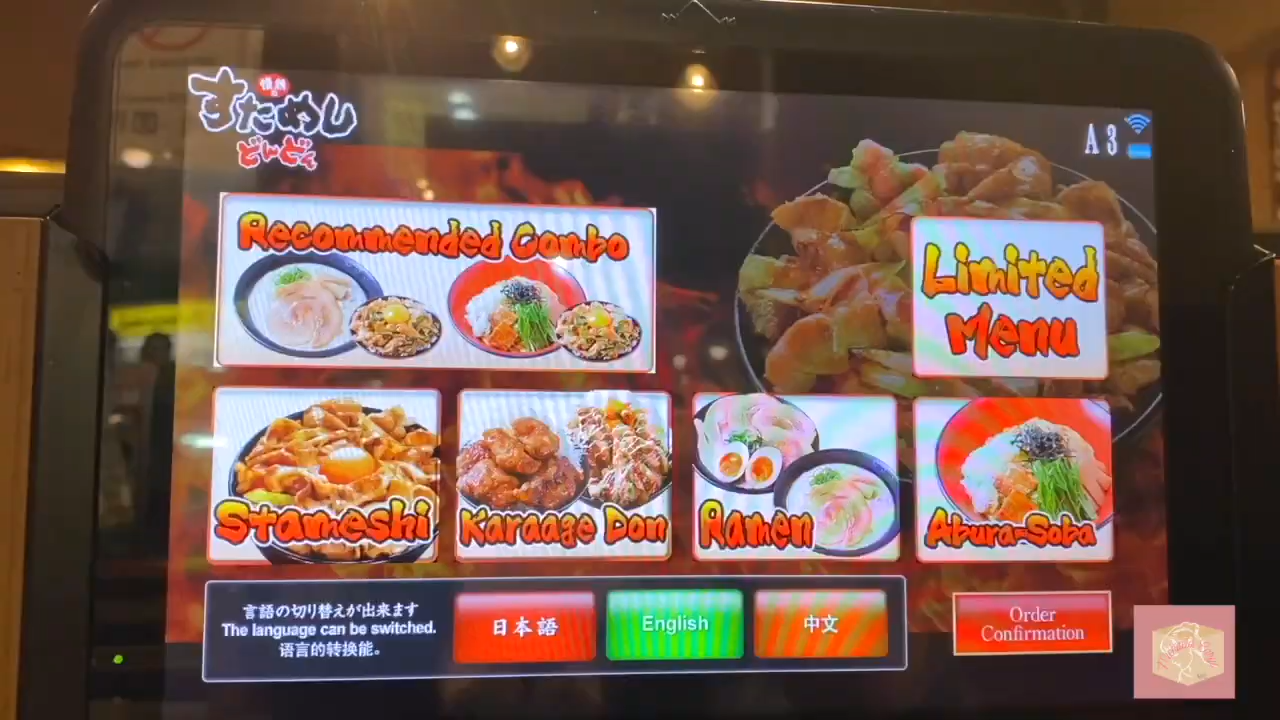 すためし
どんどん
A3
Recommended Combo
Limited
Menu
Stameshi
Karaage Don
Ramen
Abura-Soba
言語の切り替えが出来ます
The language can be switched.
语言的转换能。
日本語
English
中文
Order
Confirmation